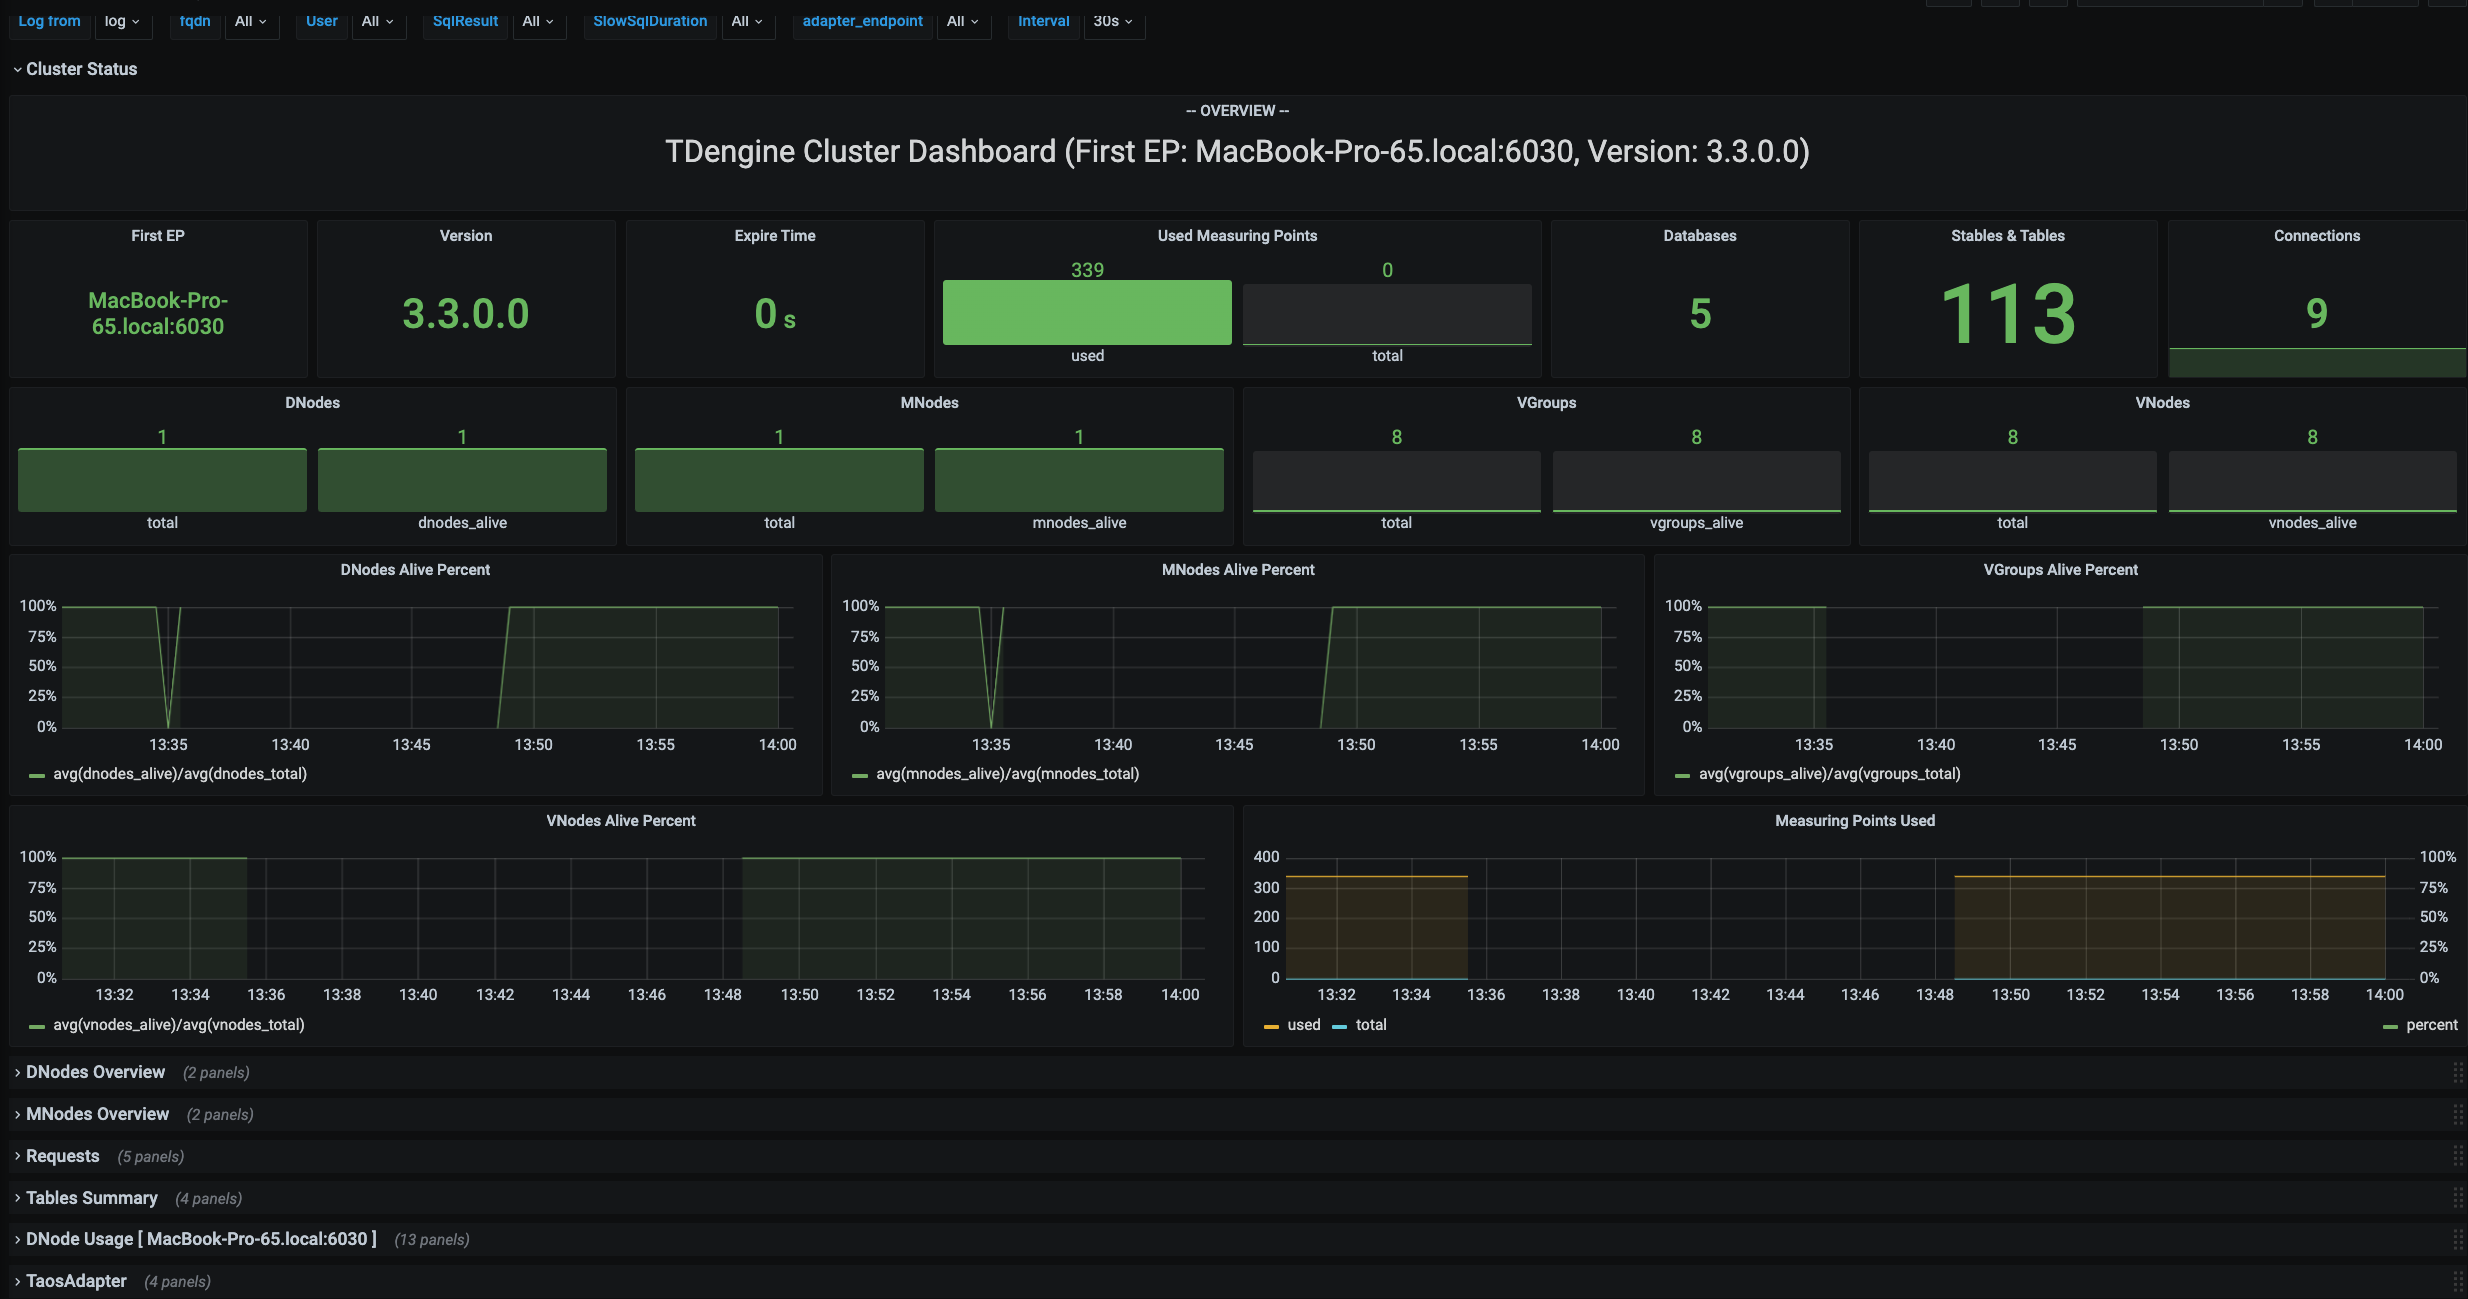 Log from log fqdn All User All SqlResult All SlowSqlDuration All adapter_endpoint All Interval 30s
Cluster Status
-- OVERVIEW --
TDengine Cluster Dashboard (First EP: MacBook-Pro-65.local:6030, Version: 3.3.0.0)
First EP
MacBook-Pro-
65.local:6030
Version
3.3.0.0
Expire Time
0 s
Used Measuring Points
339 0
used total
Databases
5
Stables & Tables
113
Connections
9
DNodes
1 1
total dnodes_alive
MNodes
1 1
total mnodes_alive
VGroups
8 8
total vgroups_alive
VNodes
8 8
total vnodes_alive
DNodes Alive Percent
100%
75%
50%
25%
0%
13:35 13:40 13:45 13:50 13:55 14:00
avg(dnodes_alive)/avg(dnodes_total)
MNodes Alive Percent
100%
75%
50%
25%
0%
13:35 13:40 13:45 13:50 13:55 14:00
avg(mnodes_alive)/avg(mnodes_total)
VGroups Alive Percent
100%
75%
50%
25%
0%
13:35 13:40 13:45 13:50 13:55 14:00
avg(vgroups_alive)/avg(vgroups_total)
VNodes Alive Percent
100%
75%
50%
25%
0%
13:32 13:34 13:36 13:38 13:40 13:42 13:44 13:46 13:48 13:50 13:52 13:54 13:56 13:58 14:00
avg(vnodes_alive)/avg(vnodes_total)
Measuring Points Used
400 100%
300 75%
200 50%
100 25%
0 0%
13:32 13:34 13:36 13:38 13:40 13:42 13:44 13:46 13:48 13:50 13:52 13:54 13:56 13:58 14:00
used total percent
DNodes Overview (2 panels)
MNodes Overview (2 panels)
Requests (5 panels)
Tables Summary (4 panels)
DNode Usage [ MacBook-Pro-65.local:6030 ] (13 panels)
TaosAdapter (4 panels)